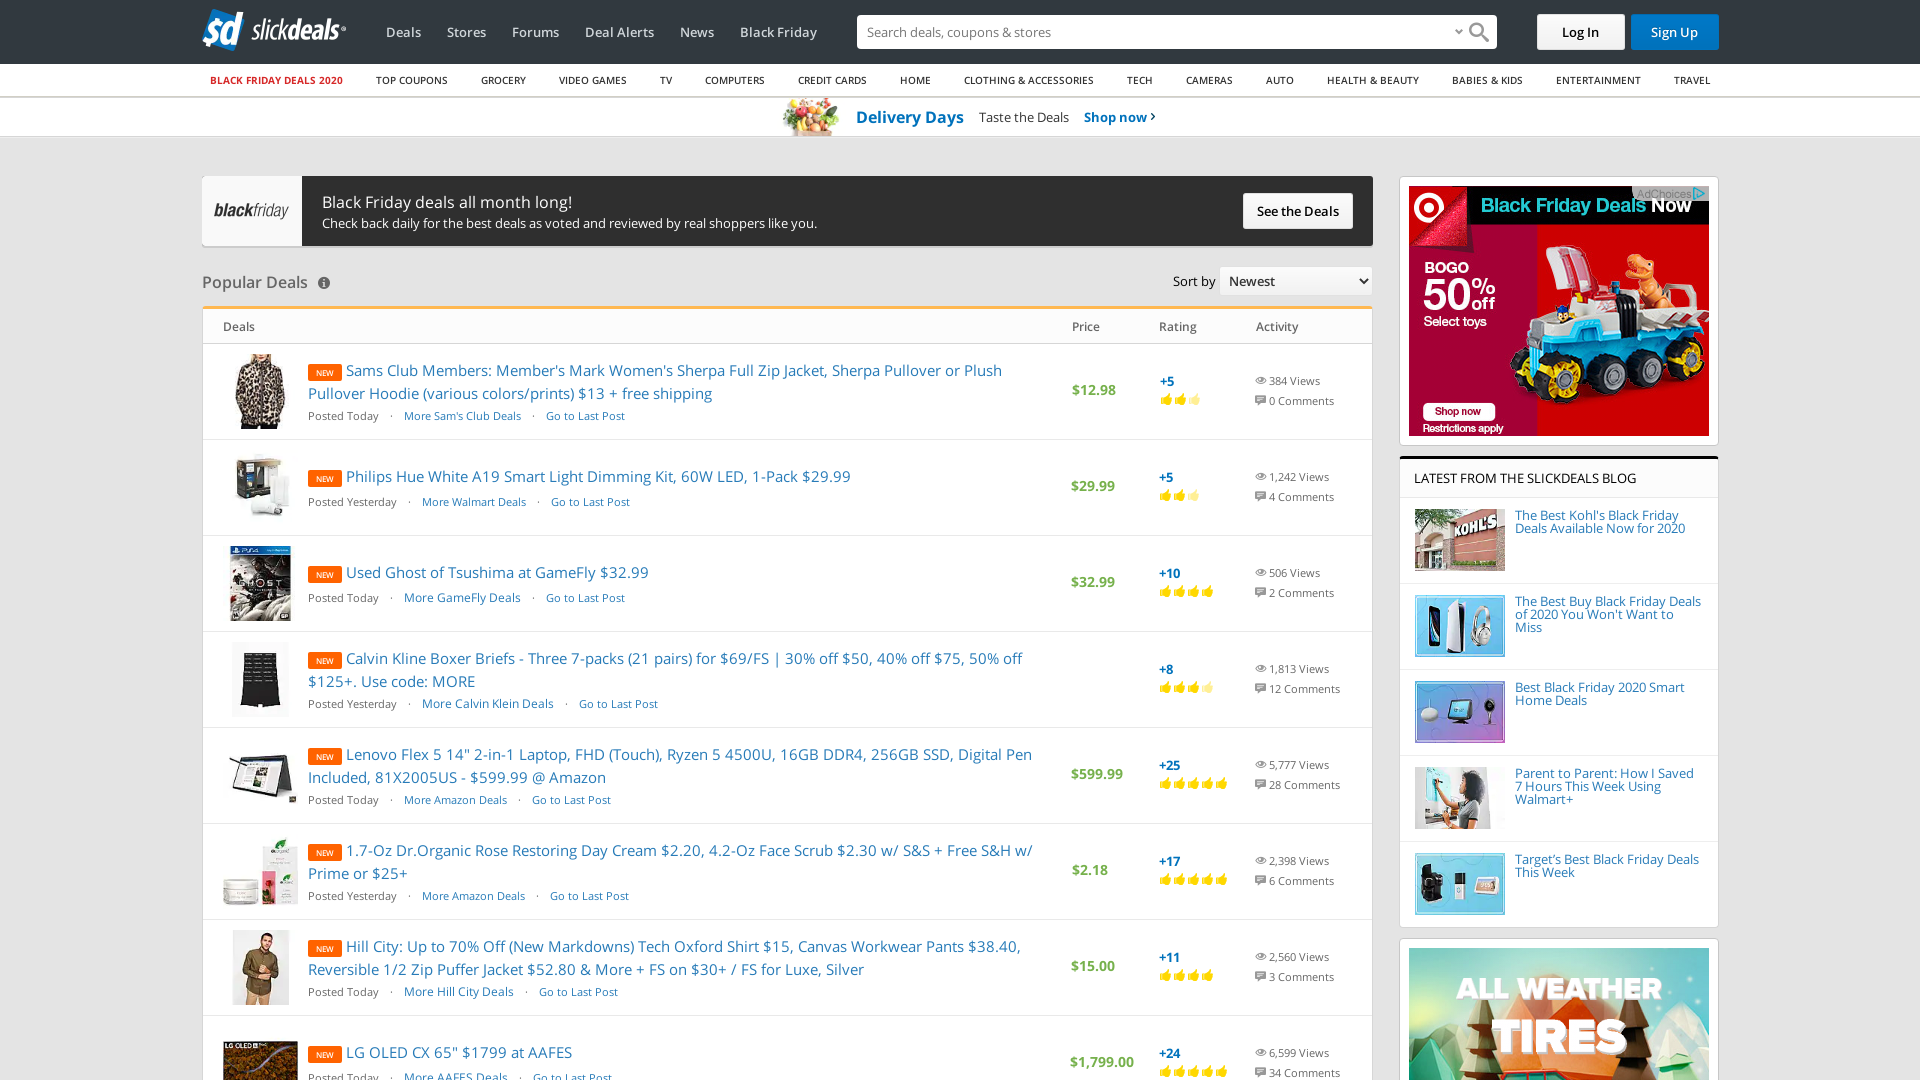 sd slickdeals
Deals Stores Forums Deal Alerts News Black Friday Search deals, coupons & stores Log In Sign Up
BLACK FRIDAY DEALS 2020 TOP COUPONS GROCERY VIDEO GAMES TV COMPUTERS CREDIT CARDS HOME CLOTHING & ACCESSORIES TECH CAMERAS AUTO HEALTH & BEAUTY BABIES & KIDS ENTERTAINMENT TRAVEL
Delivery Days Taste the Deals Shop now
blackfriday
Black Friday deals all month long!
Check back daily for the best deals as voted and reviewed by real shoppers like you.
See the Deals
Popular Deals
Sort by Newest
Deals Price Rating Activity
NEW Sams Club Members: Member's Mark Women's Sherpa Full Zip Jacket, Sherpa Pullover or Plush
Pullover Hoodie (various colors/prints) $13 + free shipping
Posted Today · More Sam's Club Deals · Go to Last Post
$12.98
+5
384 Views
0 Comments
NEW Philips Hue White A19 Smart Light Dimming Kit, 60W LED, 1-Pack $29.99
Posted Yesterday · More Walmart Deals · Go to Last Post
$29.99
+5
1,242 Views
4 Comments
NEW Used Ghost of Tsushima at GameFly $32.99
Posted Today · More GameFly Deals · Go to Last Post
$32.99
+10
506 Views
2 Comments
PS4
GHOST
NEW Calvin Kline Boxer Briefs - Three 7-packs (21 pairs) for $69/FS | 30% off $50, 40% off $75, 50% off
$125+. Use code: MORE
Posted Yesterday · More Calvin Klein Deals · Go to Last Post
+8
1,813 Views
12 Comments
NEW Lenovo Flex 5 14" 2-in-1 Laptop, FHD (Touch), Ryzen 5 4500U, 16GB DDR4, 256GB SSD, Digital Pen
Included, 81X2005US - $599.99 @ Amazon
Posted Today · More Amazon Deals · Go to Last Post
$599.99
+25
5,777 Views
28 Comments
NEW 1.7-Oz Dr.Organic Rose Restoring Day Cream $2.20, 4.2-Oz Face Scrub $2.30 w/ S&S + Free S&H w/
Prime or $25+
Posted Yesterday · More Amazon Deals · Go to Last Post
$2.18
+17
2,398 Views
6 Comments
NEW Hill City: Up to 70% Off (New Markdowns) Tech Oxford Shirt $15, Canvas Workwear Pants $38.40,
Reversible 1/2 Zip Puffer Jacket $52.80 & More + FS on $30+ / FS for Luxe, Silver
Posted Today · More Hill City Deals · Go to Last Post
$15.00
+11
2,560 Views
3 Comments
LG OLED
NEW LG OLED CX 65" $1799 at AAFES
Posted Today · More AAFES Deals · Go to Last Post
$1,799.00
+24
6,599 Views
34 Comments
AdChoices
Black Friday Deals Now
BOGO
50% off
Select toys
Shop now
Restrictions apply
LATEST FROM THE SLICKDEALS BLOG
KOHL'S
The Best Kohl's Black Friday
Deals Available Now for 2020
The Best Buy Black Friday Deals
of 2020 You Won't Want to
Miss
Best Black Friday 2020 Smart
Home Deals
Parent to Parent: How I Saved
7 Hours This Week Using
Walmart+
Target's Best Black Friday Deals
This Week
ALL WEATHER
TIRES